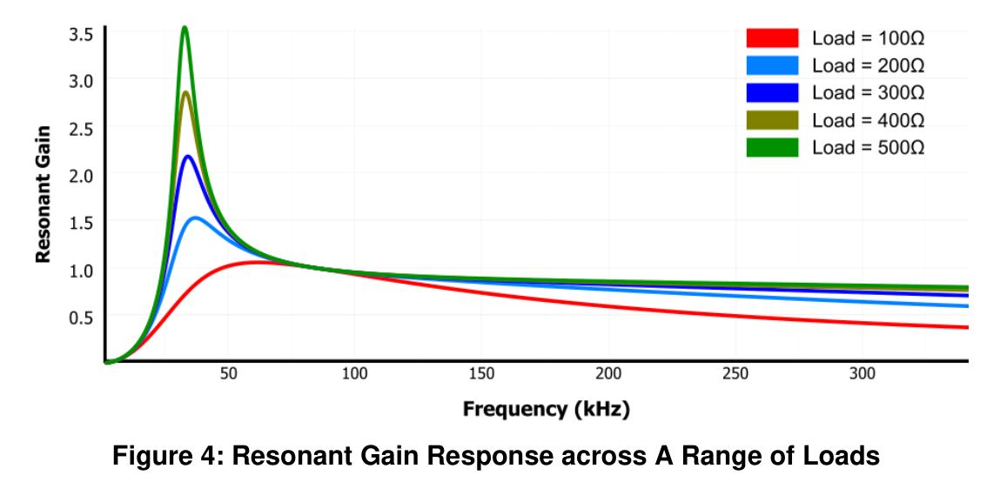 3.5
3.0
2.5
2.0
1.5
1.0
0.5
Resonant Gain
Load = 100Ω
Load = 200Ω
Load = 300Ω
Load = 400Ω
Load = 500Ω
50 100 150 200 250 300
Frequency (kHz)
Figure 4: Resonant Gain Response across A Range of Loads